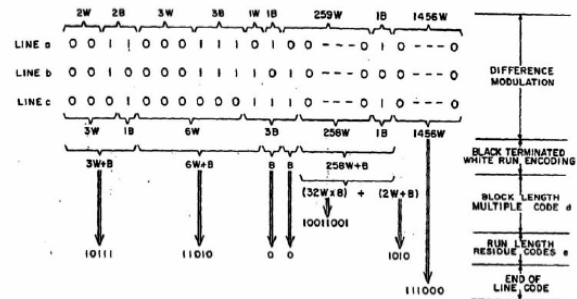 2W 2B 3W 3B 1W 1B 259W 1B 1456W
LINE a 0 0 1 1 0 0 0 1 1 1 0 1 0 0 --- 0 1 0 --- 0
LINE b 0 0 1 0 0 0 1 1 1 0 1 0 --- 0 0 0 --- 0
LINE c 0 0 0 1 0 0 0 0 0 0 1 1 1 0 --- 0 1 0 --- 0
DIFFERENCE
MODULATION
3W 1B 6W 3B 258W 1B 1456W
3W+B 6W+B B B 258W+B
BLACK TERMINATED
WHITE RUN ENCODING
(32WX8) + (2W+B)
BLOCK LENGTH
MULTIPLE CODE d
10011001
RUN LENGTH
RESIDUE CODES e
10111 11010 0 0 1010
END OF
LINE CODE
111000